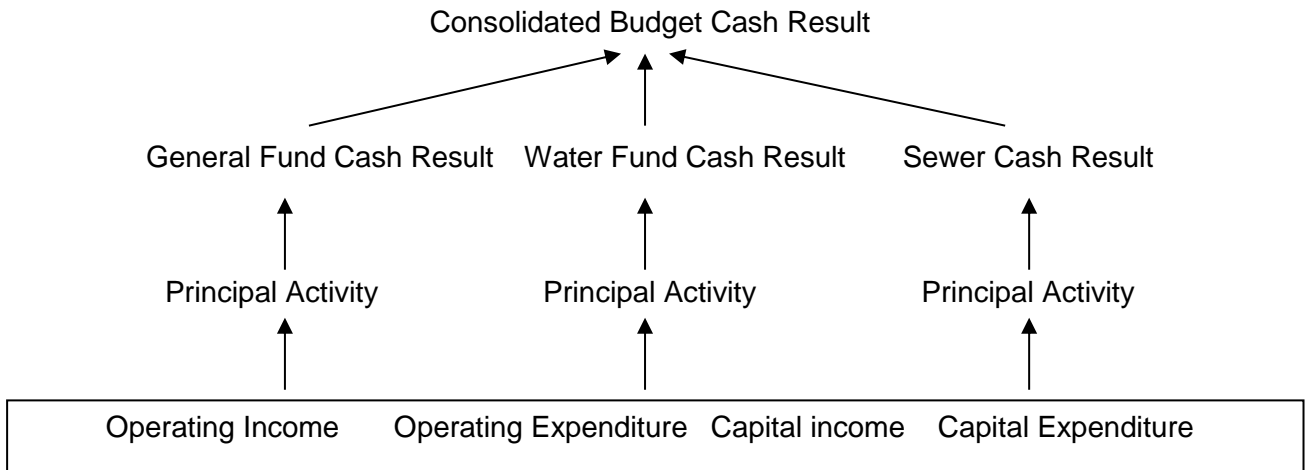 Consolidated Budget Cash Result
General Fund Cash Result Water Fund Cash Result Sewer Cash Result
Principal Activity Principal Activity Principal Activity
Operating Income Operating Expenditure Capital income Capital Expenditure